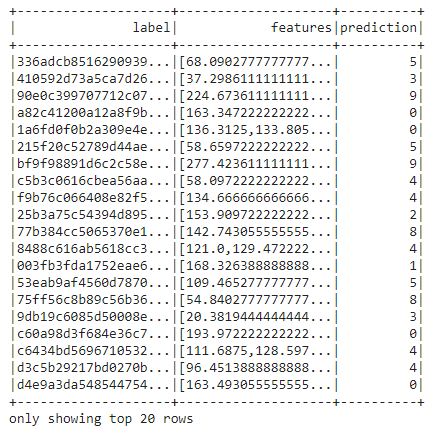 +--------------------+--------------------+----------+
|               label|            features|prediction|
+--------------------+--------------------+----------+
|336adcb8516290939...|[68.0902777777777...|         5|
|410592d73a5ca7d26...|[37.2986111111111...|         3|
|90e0c399707712c07...|[224.673611111111...|         9|
|a82c41200a12a8f9b...|[163.347222222222...|         0|
|1a6fd0f0b2a309e4e...|[136.3125,133.805...|         0|
|215f20c52789d44ae...|[58.6597222222222...|         5|
|bf9f98891d6c2c58e...|[277.423611111111...|         9|
|c5b3c0616cbea56aa...|[58.0972222222222...|         4|
|f9b76c066408e82f5...|[134.666666666666...|         4|
|25b3a75c54394d895...|[153.909722222222...|         2|
|77b384cc5065370e1...|[142.743055555555...|         8|
|8488c616ab5618cc3...|[121.0,129.472222...|         4|
|003fb3fda1752eae6...|[168.326388888888...|         1|
|53eab9af4560d7870...|[109.465277777777...|         5|
|75ff56c8b89c56b36...|[54.8402777777777...|         8|
|9db19c6085d50008e...|[20.3819444444444...|         3|
|c60a98d3f684e36c7...|[193.972222222222...|         0|
|c6434bd5696710532...|[111.6875,128.597...|         4|
|d3c5b29217bd0270b...|[96.4513888888888...|         4|
|d4e9a3da548544754...|[163.493055555555...|         0|
+--------------------+--------------------+----------+
only showing top 20 rows